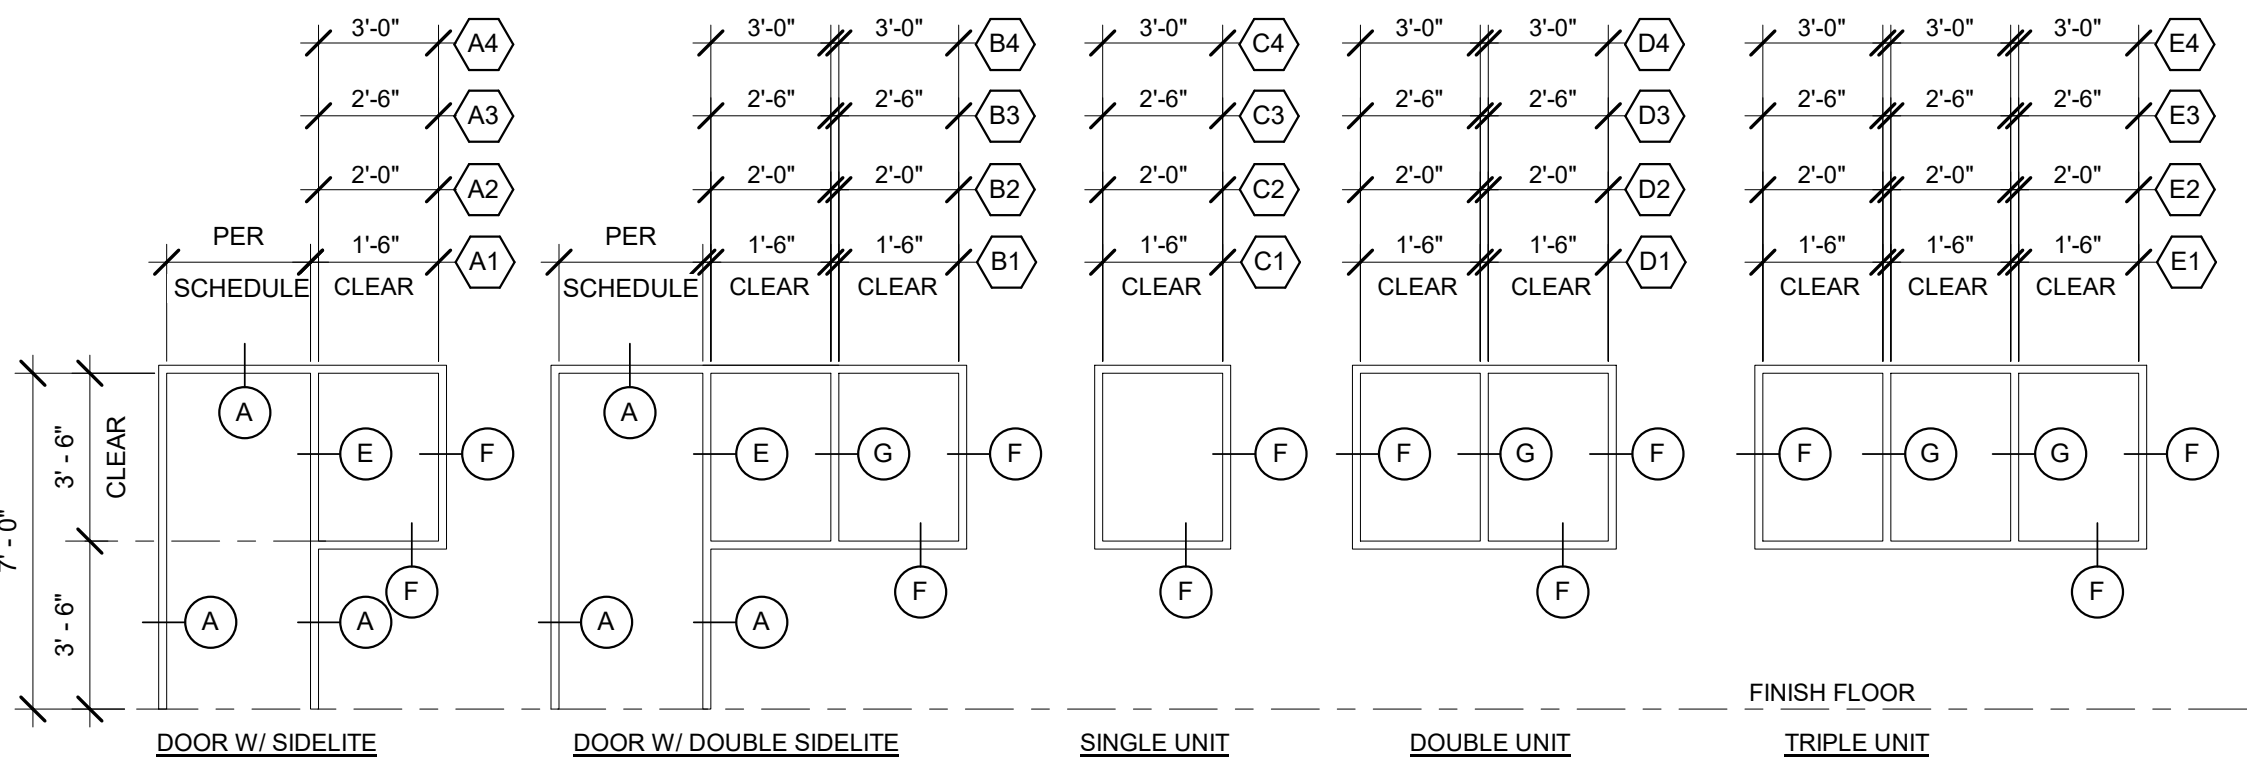 3'-0" A4 3'-0" 3'-0" B4 3'-0" C4 3'-0" 3'-0" D4 3'-0" 3'-0" 3'-0" E4
2'-6" A3 2'-6" 2'-6" B3 2'-6" C3 2'-6" 2'-6" D3 2'-6" 2'-6" 2'-6" E3
2'-0" A2 2'-0" 2'-0" B2 2'-0" C2 2'-0" 2'-0" D2 2'-0" 2'-0" 2'-0" E2
PER 1'-6" A1 PER 1'-6" 1'-6" B1 1'-6" C1 1'-6" 1'-6" D1 1'-6" 1'-6" 1'-6" E1
SCHEDULE CLEAR SCHEDULE CLEAR CLEAR CLEAR CLEAR CLEAR CLEAR CLEAR CLEAR
A A
3' - 6" CLEAR E F E G F F F G F F G G F
7' - 0"
F F F F F
3' - 6" A A A A
FINISH FLOOR
DOOR W/ SIDELITE DOOR W/ DOUBLE SIDELITE SINGLE UNIT DOUBLE UNIT TRIPLE UNIT